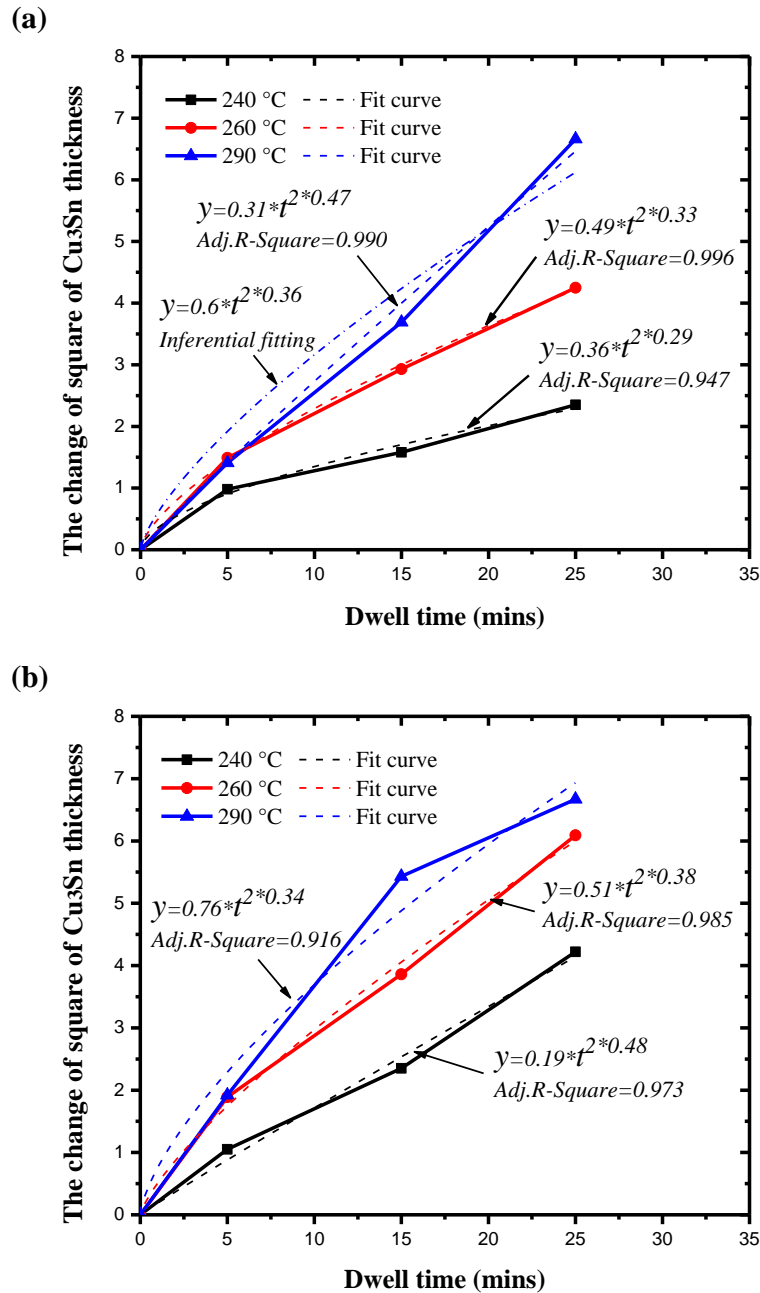 (a)
The change of square of Cu3Sn thickness
8
7
6
5
4
3
2
1
0
240 °C
Fit curve
260 °C
Fit curve
290 °C
Fit curve
y=0.31*t^2*0.47
Adj.R-Square=0.990
y=0.49*t^2*0.33
Adj.R-Square=0.996
y=0.6*t^2*0.36
Inferential fitting
y=0.36*t^2*0.29
Adj.R-Square=0.947
0 5 10 15 20 25 30 35
Dwell time (mins)
(b)
The change of square of Cu3Sn thickness
8
7
6
5
4
3
2
1
0
240 °C
Fit curve
260 °C
Fit curve
290 °C
Fit curve
y=0.76*t^2*0.34
Adj.R-Square=0.916
y=0.51*t^2*0.38
Adj.R-Square=0.985
y=0.19*t^2*0.48
Adj.R-Square=0.973
0 5 10 15 20 25 30 35
Dwell time (mins)